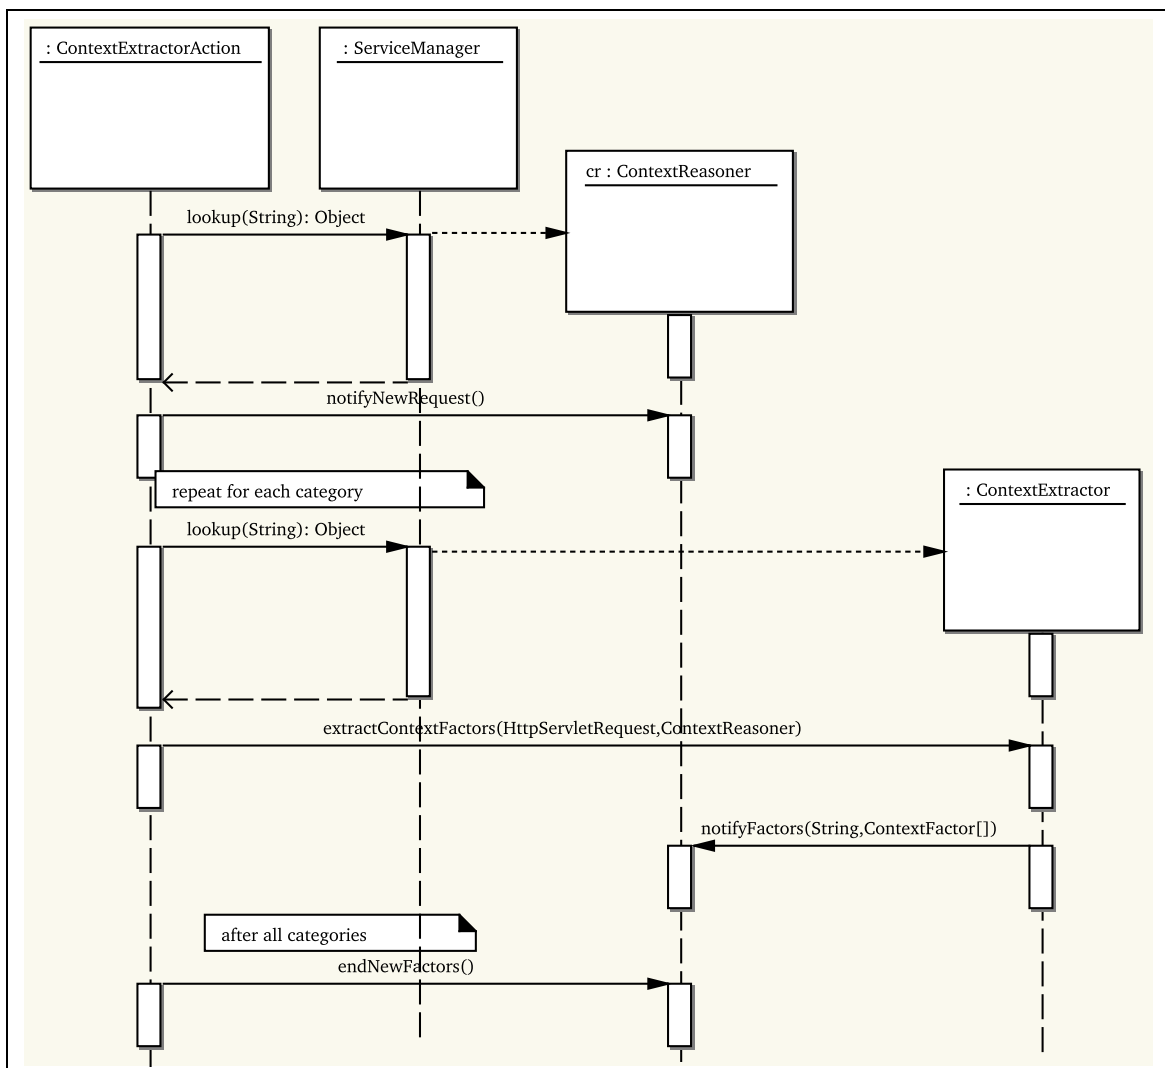 : ContextExtractorAction
: ServiceManager
cr : ContextReasoner
lookup(String): Object
notifyNewRequest()
repeat for each category
: ContextExtractor
lookup(String): Object
extractContextFactors(HttpServletRequest,ContextReasoner)
notifyFactors(String,ContextFactor[])
after all categories
endNewFactors()